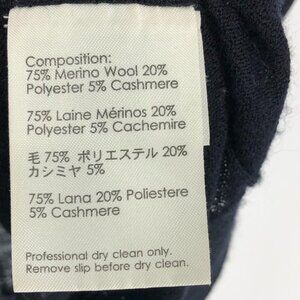 Composition:
75% Merino Wool 20%
Polyester 5% Cashmere
75% Laine Mérinos 20%
Polyester 5% Cachemire
毛 75% ポリエステル 20%
カシミヤ 5%
75% Lana 20% Poliestere
5% Cashmere
Professional dry clean only.
Remove slip before dry clean.